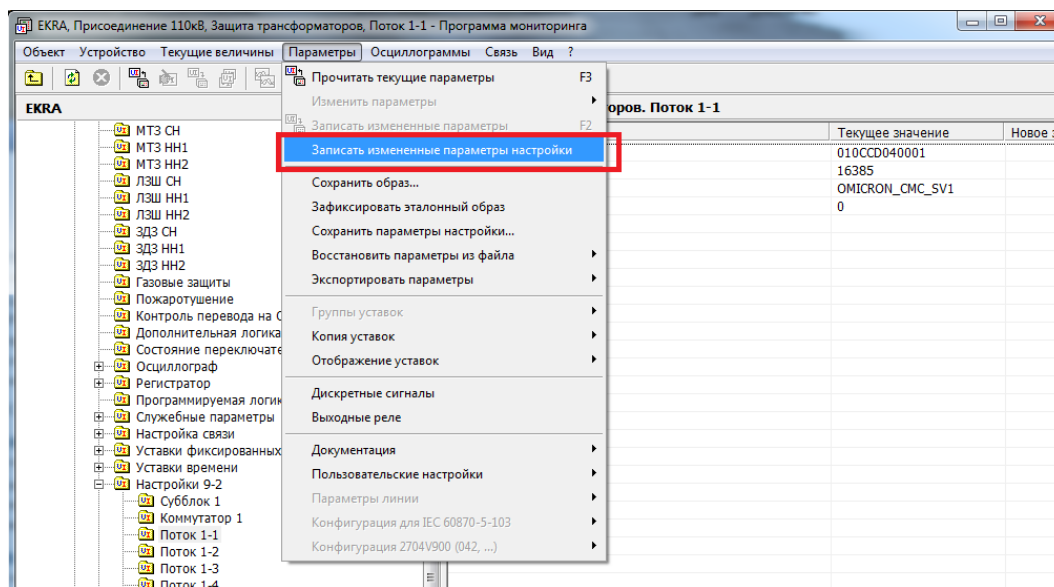 EKRA, Присоединение 110кВ, Защита трансформаторов, Поток 1-1 - Программа мониторинга
Объект Устройство Текущие величины Параметры Осциллограммы Связь Вид ?
EKRA
МТЗ СН
МТЗ НН1
МТЗ НН2
ЛЗШ СН
ЛЗШ НН1
ЛЗШ НН2
ЗДЗ СН
ЗДЗ НН1
ЗДЗ НН2
Газовые защиты
Пожаротушение
Контроль перевода на
Дополнительная логика
Состояние переключате
Осциллограф
Регистратор
Программируемая логик
Служебные параметры
Настройка связи
Уставки фиксированных
Уставки времени
Настройки 9-2
Субблок 1
Коммутатор 1
Поток 1-1
Поток 1-2
Поток 1-3
Поток 1-4
Прочитать текущие параметры F3
Изменить параметры
Записать измененные параметры F2
Записать измененные параметры настройки
Сохранить образ...
Зафиксировать эталонный образ
Сохранить параметры настройки...
Восстановить параметры из файла
Экспортировать параметры
Группы уставок
Копия уставок
Отображение уставок
Дискретные сигналы
Выходные реле
Документация
Пользовательские настройки
Параметры линии
Конфигурация для IEC 60870-5-103
Конфигурация 2704V900 (042, ...)
оров. Поток 1-1
Текущее значение Новое
010CCD040001
16385
OMICRON_CMC_SV1
0